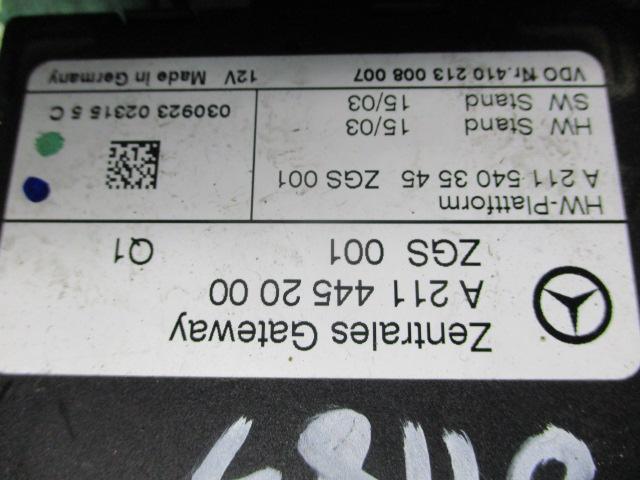 Zentrales Gateway
A 211 445 20 00
ZGS 001 Q1
HW-Plattform
A 211 540 35 45 ZGS 001
HW Stand 15/03
SW Stand 15/03
030923 02315 5 C
VDO Nr.410 213 008 007 12V Made in Germany